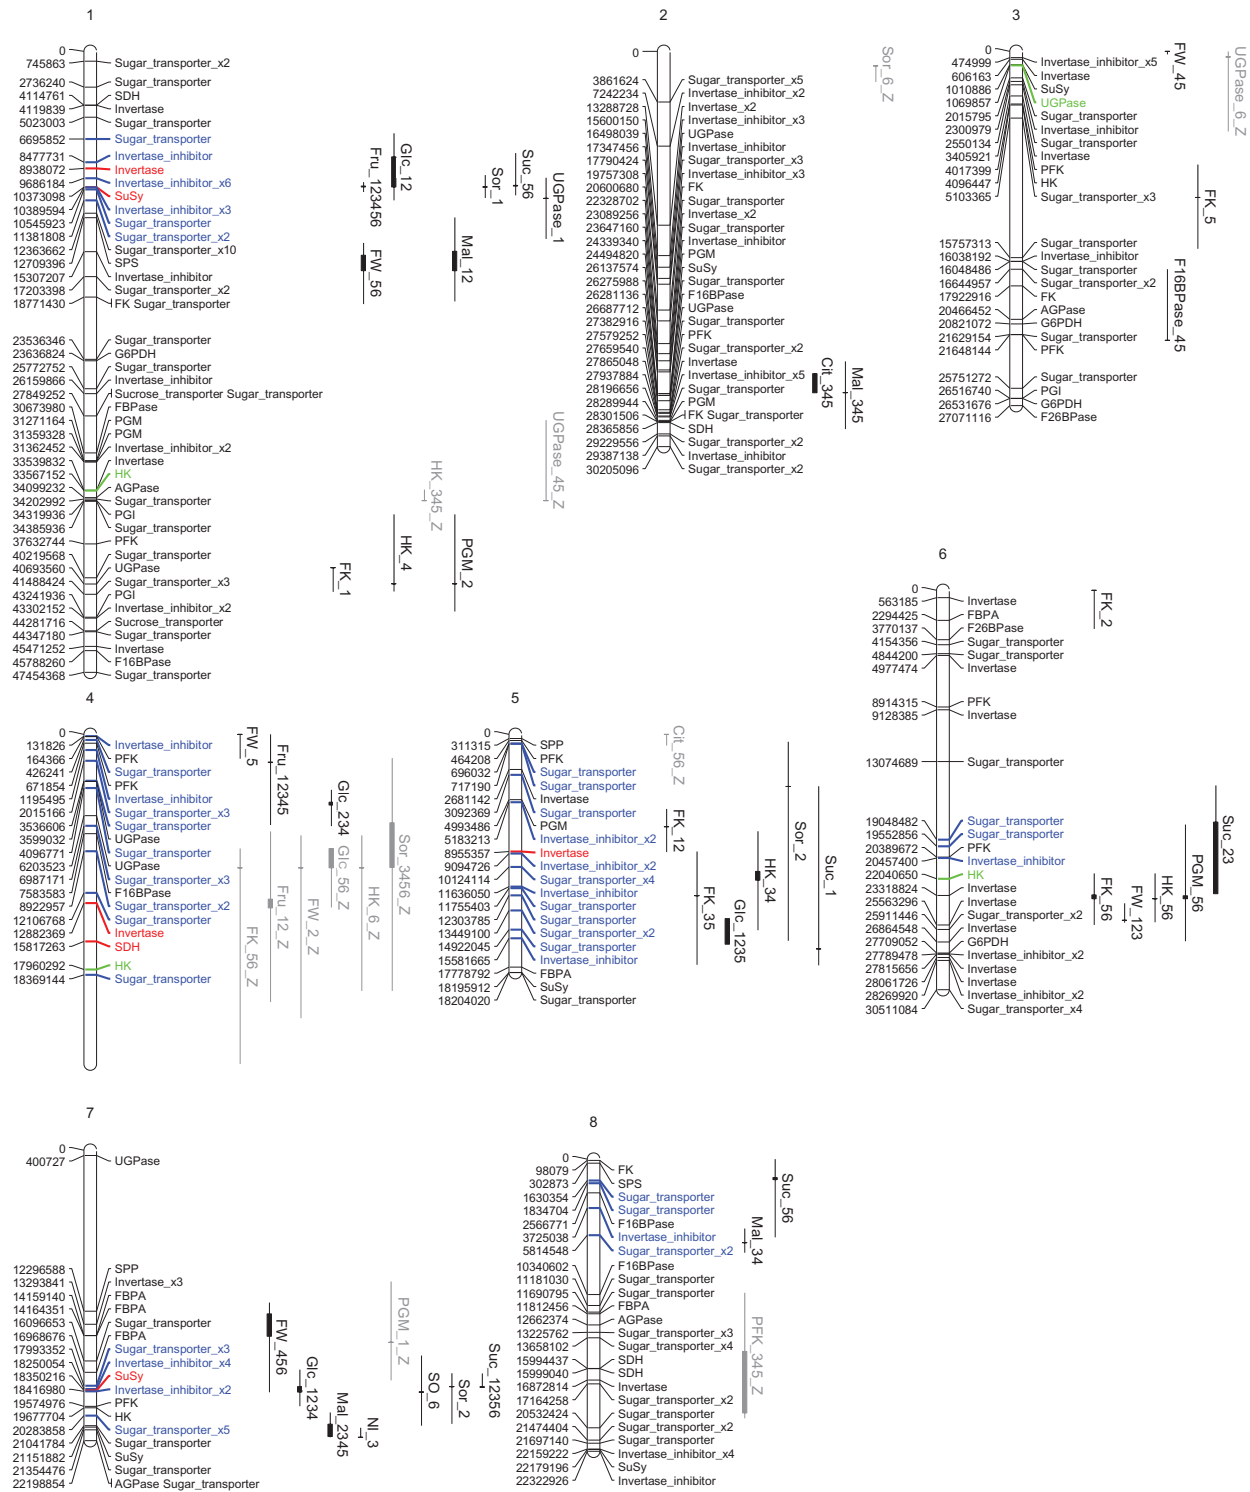 1
0
745863 Sugar_transporter_x2
2736240 Sugar_transporter
4114761 SDH
4119839 Invertase
5023003 Sugar_transporter
6695852 Sugar_transporter
8477731 Invertase_inhibitor
8938072 Invertase
9686184 Invertase_inhibitor_x6
10373098 SuSy
10389594 Invertase_inhibitor_x3
10545923 Sugar_transporter
11381808 Sugar_transporter_x2
12363662 Sugar_transporter_x10
12709396 SPS
15307207 Invertase_inhibitor
17203398 Sugar_transporter_x2
18771430 FK Sugar_transporter
23536346 Sugar_transporter
23636824 G6PDH
25772752 Sugar_transporter
26159866 Invertase_inhibitor
27849252 Sucrose_transporter Sugar_transporter
30673980 FBPase
31271164 PGM
31359328 PGM
31362452 Invertase_inhibitor_x2
33539832 Invertase
33567152 HK
34099232 AGPase
34202992 Sugar_transporter
34319936 PGI
34385936 Sugar_transporter
37632744 PFK
40219568 Sugar_transporter
40693560 UGPase
41488424 Sugar_transporter_x3
43241936 PGI
43302152 Invertase_inhibitor_x2
44281716 Sucrose_transporter
44347180 Sugar_transporter
45471252 Invertase
45788260 F16BPase
47454368 Sugar_transporter
Fru_123456
Glc_12
Sor_1
Suc_56
UGPase_1
FW_56
Mal_12
UGPase_45_Z
HK_345_Z
FK_1
HK_4
PGM_2
2
0
3861624 Sugar_transporter_x5
7242234 Invertase_inhibitor_x2
13288728 Invertase_x2
15600150 Invertase_inhibitor_x3
16498039 UGPase
17347456 Invertase_inhibitor
17790424 Sugar_transporter_x3
19757308 Invertase_inhibitor_x3
20600680 FK
22328702 Sugar_transporter
23089256 Invertase_x2
23647160 Sugar_transporter
24339340 Invertase_inhibitor
24494820 PGM
26137574 SuSy
26275988 Sugar_transporter
26281136 F16BPase
26687712 UGPase
27382916 Sugar_transporter
27579252 PFK
27659540 Sugar_transporter_x2
27865048 Invertase
27937884 Invertase_inhibitor_x5
28196656 Sugar_transporter
28289944 PGM
28301506 FK Sugar_transporter
28365856 SDH
29229556 Sugar_transporter_x2
29387138 Invertase_inhibitor
30205096 Sugar_transporter_x2
Sor_6_Z
Cit_345
Mal_345
3
0
474999 Invertase_inhibitor_x5
606163 Invertase
1010886 SuSy
1069857 UGPase
2015795 Sugar_transporter
2300979 Invertase_inhibitor
2550134 Sugar_transporter
3405921 Invertase
4017399 PFK
4096447 HK
5103365 Sugar_transporter_x3
15757313 Sugar_transporter
16038192 Invertase_inhibitor
16048486 Sugar_transporter
16644957 Sugar_transporter_x2
17922916 FK
20466452 AGPase
20821072 G6PDH
21629154 Sugar_transporter
21648144 PFK
25751272 Sugar_transporter
26516740 PGI
26531676 G6PDH
27071116 F26BPase
FW_45
UGPase_6_Z
FK_5
F16BPase_45
4
0
131826 Invertase_inhibitor
164366 PFK
426241 Sugar_transporter
671854 PFK
1195495 Invertase_inhibitor
2015166 Sugar_transporter_x3
3536606 Sugar_transporter
3599032 UGPase
4096771 Sugar_transporter
6203523 UGPase
6987171 Sugar_transporter_x3
7583583 F16BPase
8922957 Sugar_transporter_x2
12106768 Sugar_transporter
12882369 Invertase
15817263 SDH
17960292 HK
18369144 Sugar_transporter
FW_5
Fru_12345
Glc_234
Sor_3456_Z
Glc_56_Z
FK_56_Z
Fru_12_Z
FW_2_Z
HK_6_Z
5
0
311315 SPP
464208 PFK
696032 Sugar_transporter
717190 Sugar_transporter
2681142 Invertase
3092369 Sugar_transporter
4993486 PGM
5183213 Invertase_inhibitor_x2
8955357 Invertase
9094726 Invertase_inhibitor_x2
10124114 Sugar_transporter_x4
11636050 Invertase_inhibitor
11755403 Sugar_transporter
12303785 Sugar_transporter
13449100 Sugar_transporter_x2
14922045 Sugar_transporter
15581665 Invertase_inhibitor
17778792 FBPA
18195912 SuSy
18204020 Sugar_transporter
Cit_56_Z
FK_12
FK_35
Glc_1235
HK_34
Sor_2
Suc_1
6
0
563185 Invertase
2294425 FBPA
3770137 F26BPase
4154356 Sugar_transporter
4844200 Sugar_transporter
4977474 Invertase
8914315 PFK
9128385 Invertase
13074689 Sugar_transporter
19048482 Sugar_transporter
19552856 Sugar_transporter
20389672 PFK
20457400 Invertase_inhibitor
22040650 HK
23318824 Invertase
25563296 Invertase
25911446 Sugar_transporter_x2
26864548 Invertase
27709052 G6PDH
27789478 Invertase_inhibitor_x2
27815656 Invertase
28061726 Invertase
28269920 Invertase_inhibitor_x2
30511084 Sugar_transporter_x4
FK_2
FK_56
FW_123
HK_56
PGM_56
Suc_23
7
0
400727 UGPase
12296588 SPP
13293841 Invertase_x3
14159140 FBPA
14164351 FBPA
16096653 Sugar_transporter
16968676 FBPA
17993352 Sugar_transporter_x3
18250054 Invertase_inhibitor_x4
18350216 SuSy
18416980 Invertase_inhibitor_x2
19574976 PFK
19677704 HK
20283858 Sugar_transporter_x5
21041784 Sugar_transporter
21151882 SuSy
21354476 Sugar_transporter
22198854 AGPase Sugar_transporter
FW_456
Glc_1234
Mal_2345
NI_3
PGM_1_Z
SO_6
Sor_2
Suc_12356
8
0
98079 FK
302873 SPS
1630354 Sugar_transporter
1834704 Sugar_transporter
2566771 F16BPase
3725038 Invertase_inhibitor
5814548 Sugar_transporter_x2
10340602 F16BPase
11181030 Sugar_transporter
11690795 Sugar_transporter
11812456 FBPA
12662374 AGPase
13225762 Sugar_transporter_x3
13658102 Sugar_transporter_x4
15994437 SDH
15999040 SDH
16872814 Invertase
17164258 Sugar_transporter_x2
20532424 Sugar_transporter
21474404 Sugar_transporter_x2
21697140 Sugar_transporter
22159222 Invertase_inhibitor_x4
22179196 SuSy
22322926 Invertase_inhibitor
Suc_56
Mal_34
PFK_345_Z